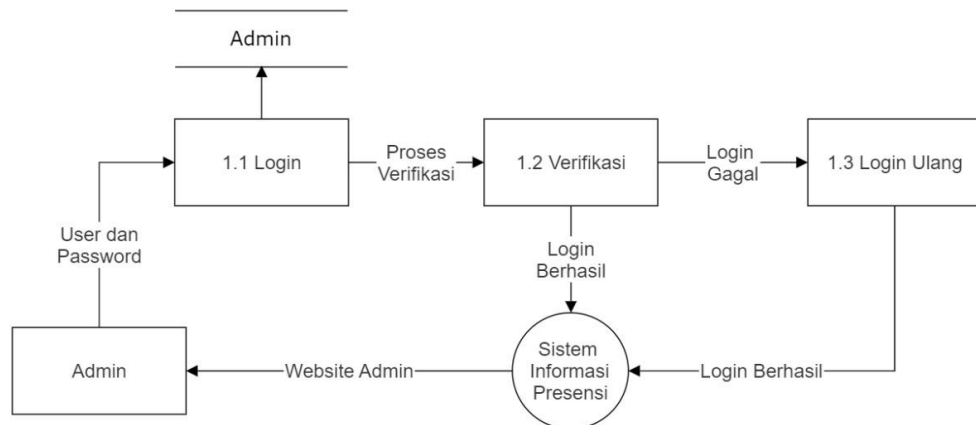 Admin
1.1 Login
Proses
Verifikasi
1.2 Verifikasi
Login
Gagal
1.3 Login Ulang
User dan
Password
Login
Berhasil
Admin
Website Admin
Sistem
Informasi
Presensi
Login Berhasil